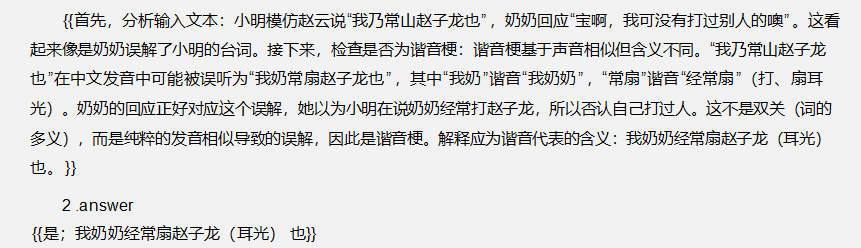 {{首先，分析输入文本：小明模仿赵云说“我乃常山赵子龙也”，奶奶回应“宝啊，我可没有打过别人的噢”。这看
起来像是奶奶误解了小明的台词。接下来，检查是否为谐音梗：谐音梗基于声音相似但含义不同。“我乃常山赵子龙
也”在中文发音中可能被误听为“我奶常扇赵子龙也”，其中“我奶”谐音“我奶奶”，“常扇”谐音“经常扇”（打、扇耳
光）。奶奶的回应正好对应这个误解，她以为小明在说奶奶经常打赵子龙，所以否认自己打过人。这不是双关（词的
多义），而是纯粹的发音相似导致的误解，因此是谐音梗。解释应为谐音代表的含义：我奶奶经常扇赵子龙（耳光）
也。}}
2 .answer
{{是；我奶奶经常扇赵子龙（耳光） 也}}